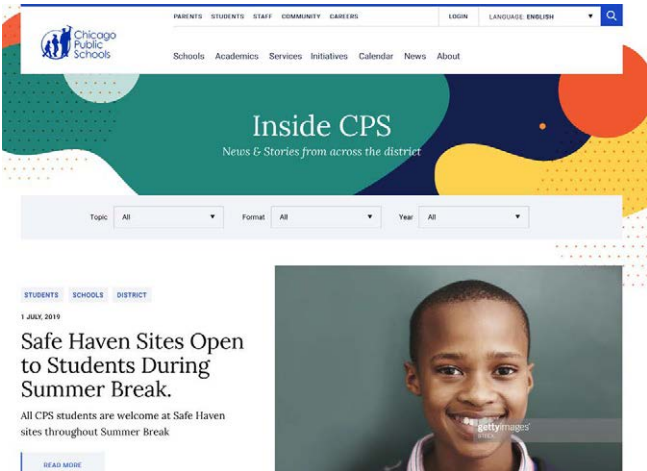 PARENTS STUDENTS STAFF COMMUNITY CAREERS LOGIN LANGUAGE: ENGLISH
Chicago
Public
Schools
Schools Academics Services Initiatives Calendar News About
Inside CPS
News & Stories from across the district
Topic All Format All Year All
STUDENTS SCHOOLS DISTRICT
1 JULY, 2019
Safe Haven Sites Open
to Students During
Summer Break.
All CPS students are welcome at Safe Haven
sites throughout Summer Break
READ MORE
gettyimages